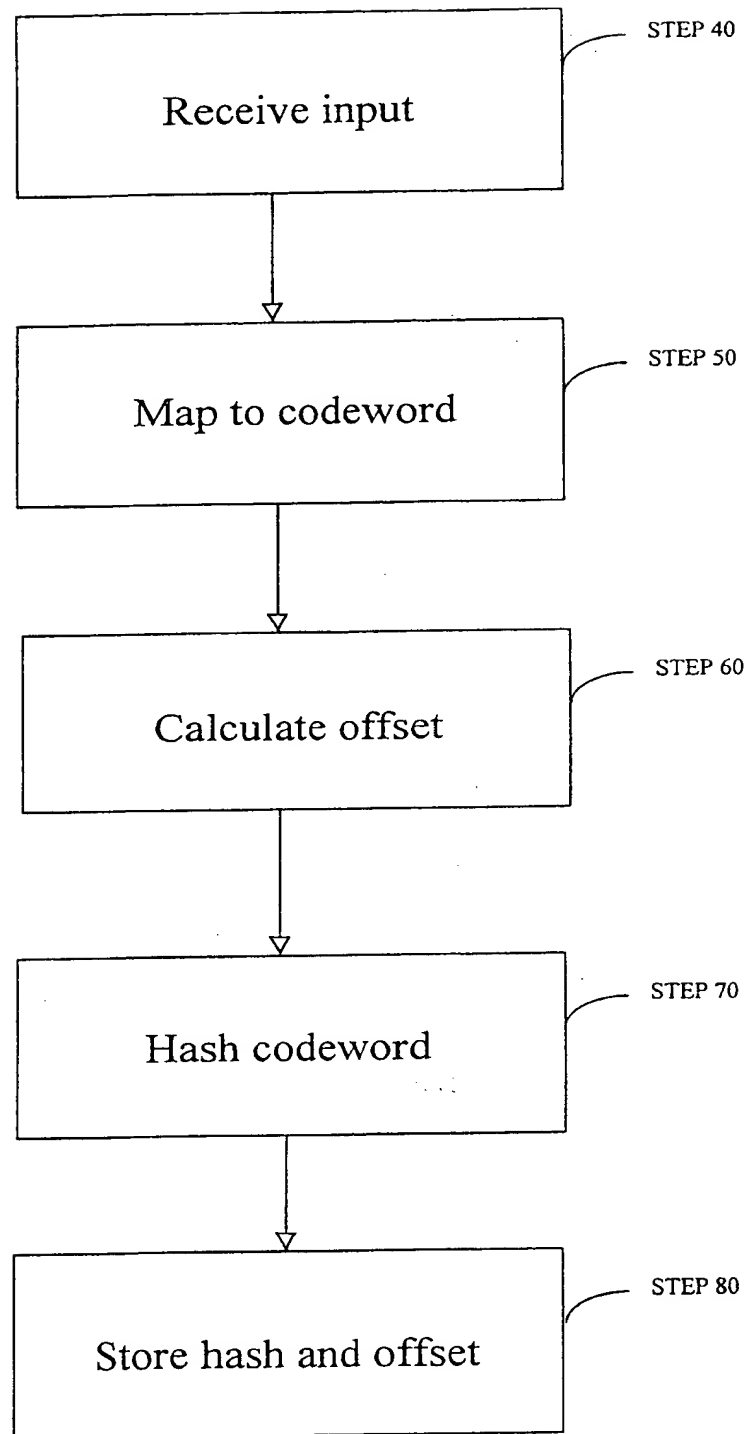 STEP 40
Receive input
STEP 50
Map to codeword
STEP 60
Calculate offset
STEP 70
Hash codeword
STEP 80
Store hash and offset